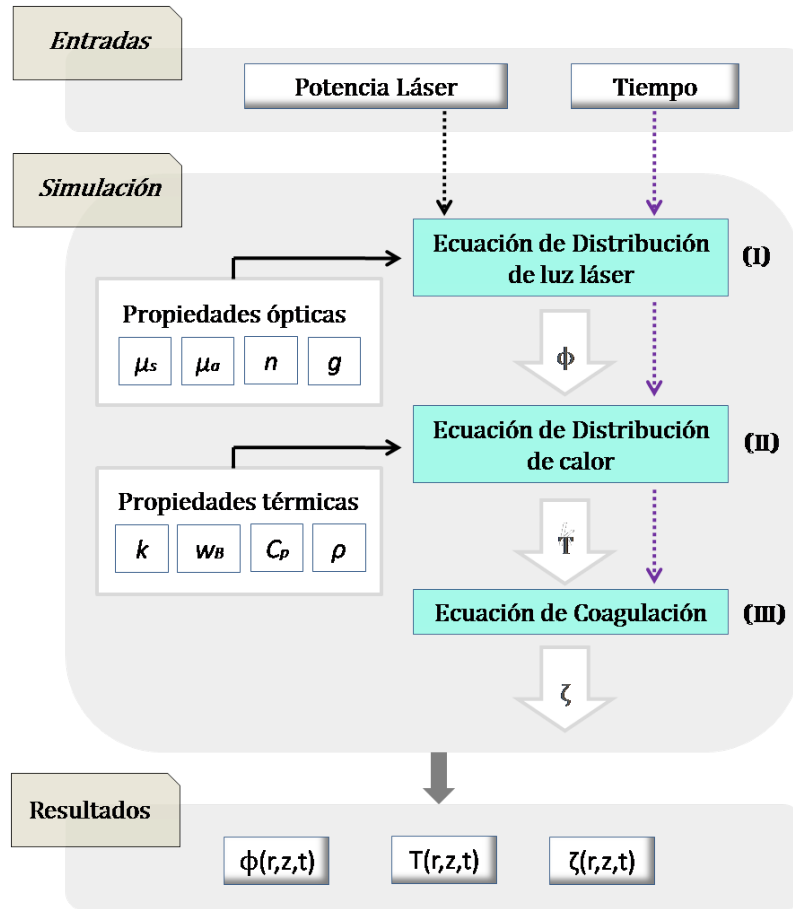 Entradas
Potencia Láser
Tiempo
Simulación
Ecuación de Distribución
de luz láser
(I)
Propiedades ópticas
μs
μa
n
g
ϕ
Ecuación de Distribución
de calor
(II)
Propiedades térmicas
k
wB
Cp
ρ
T
Ecuación de Coagulación
(III)
ζ
Resultados
ϕ(r,z,t)
T(r,z,t)
ζ(r,z,t)